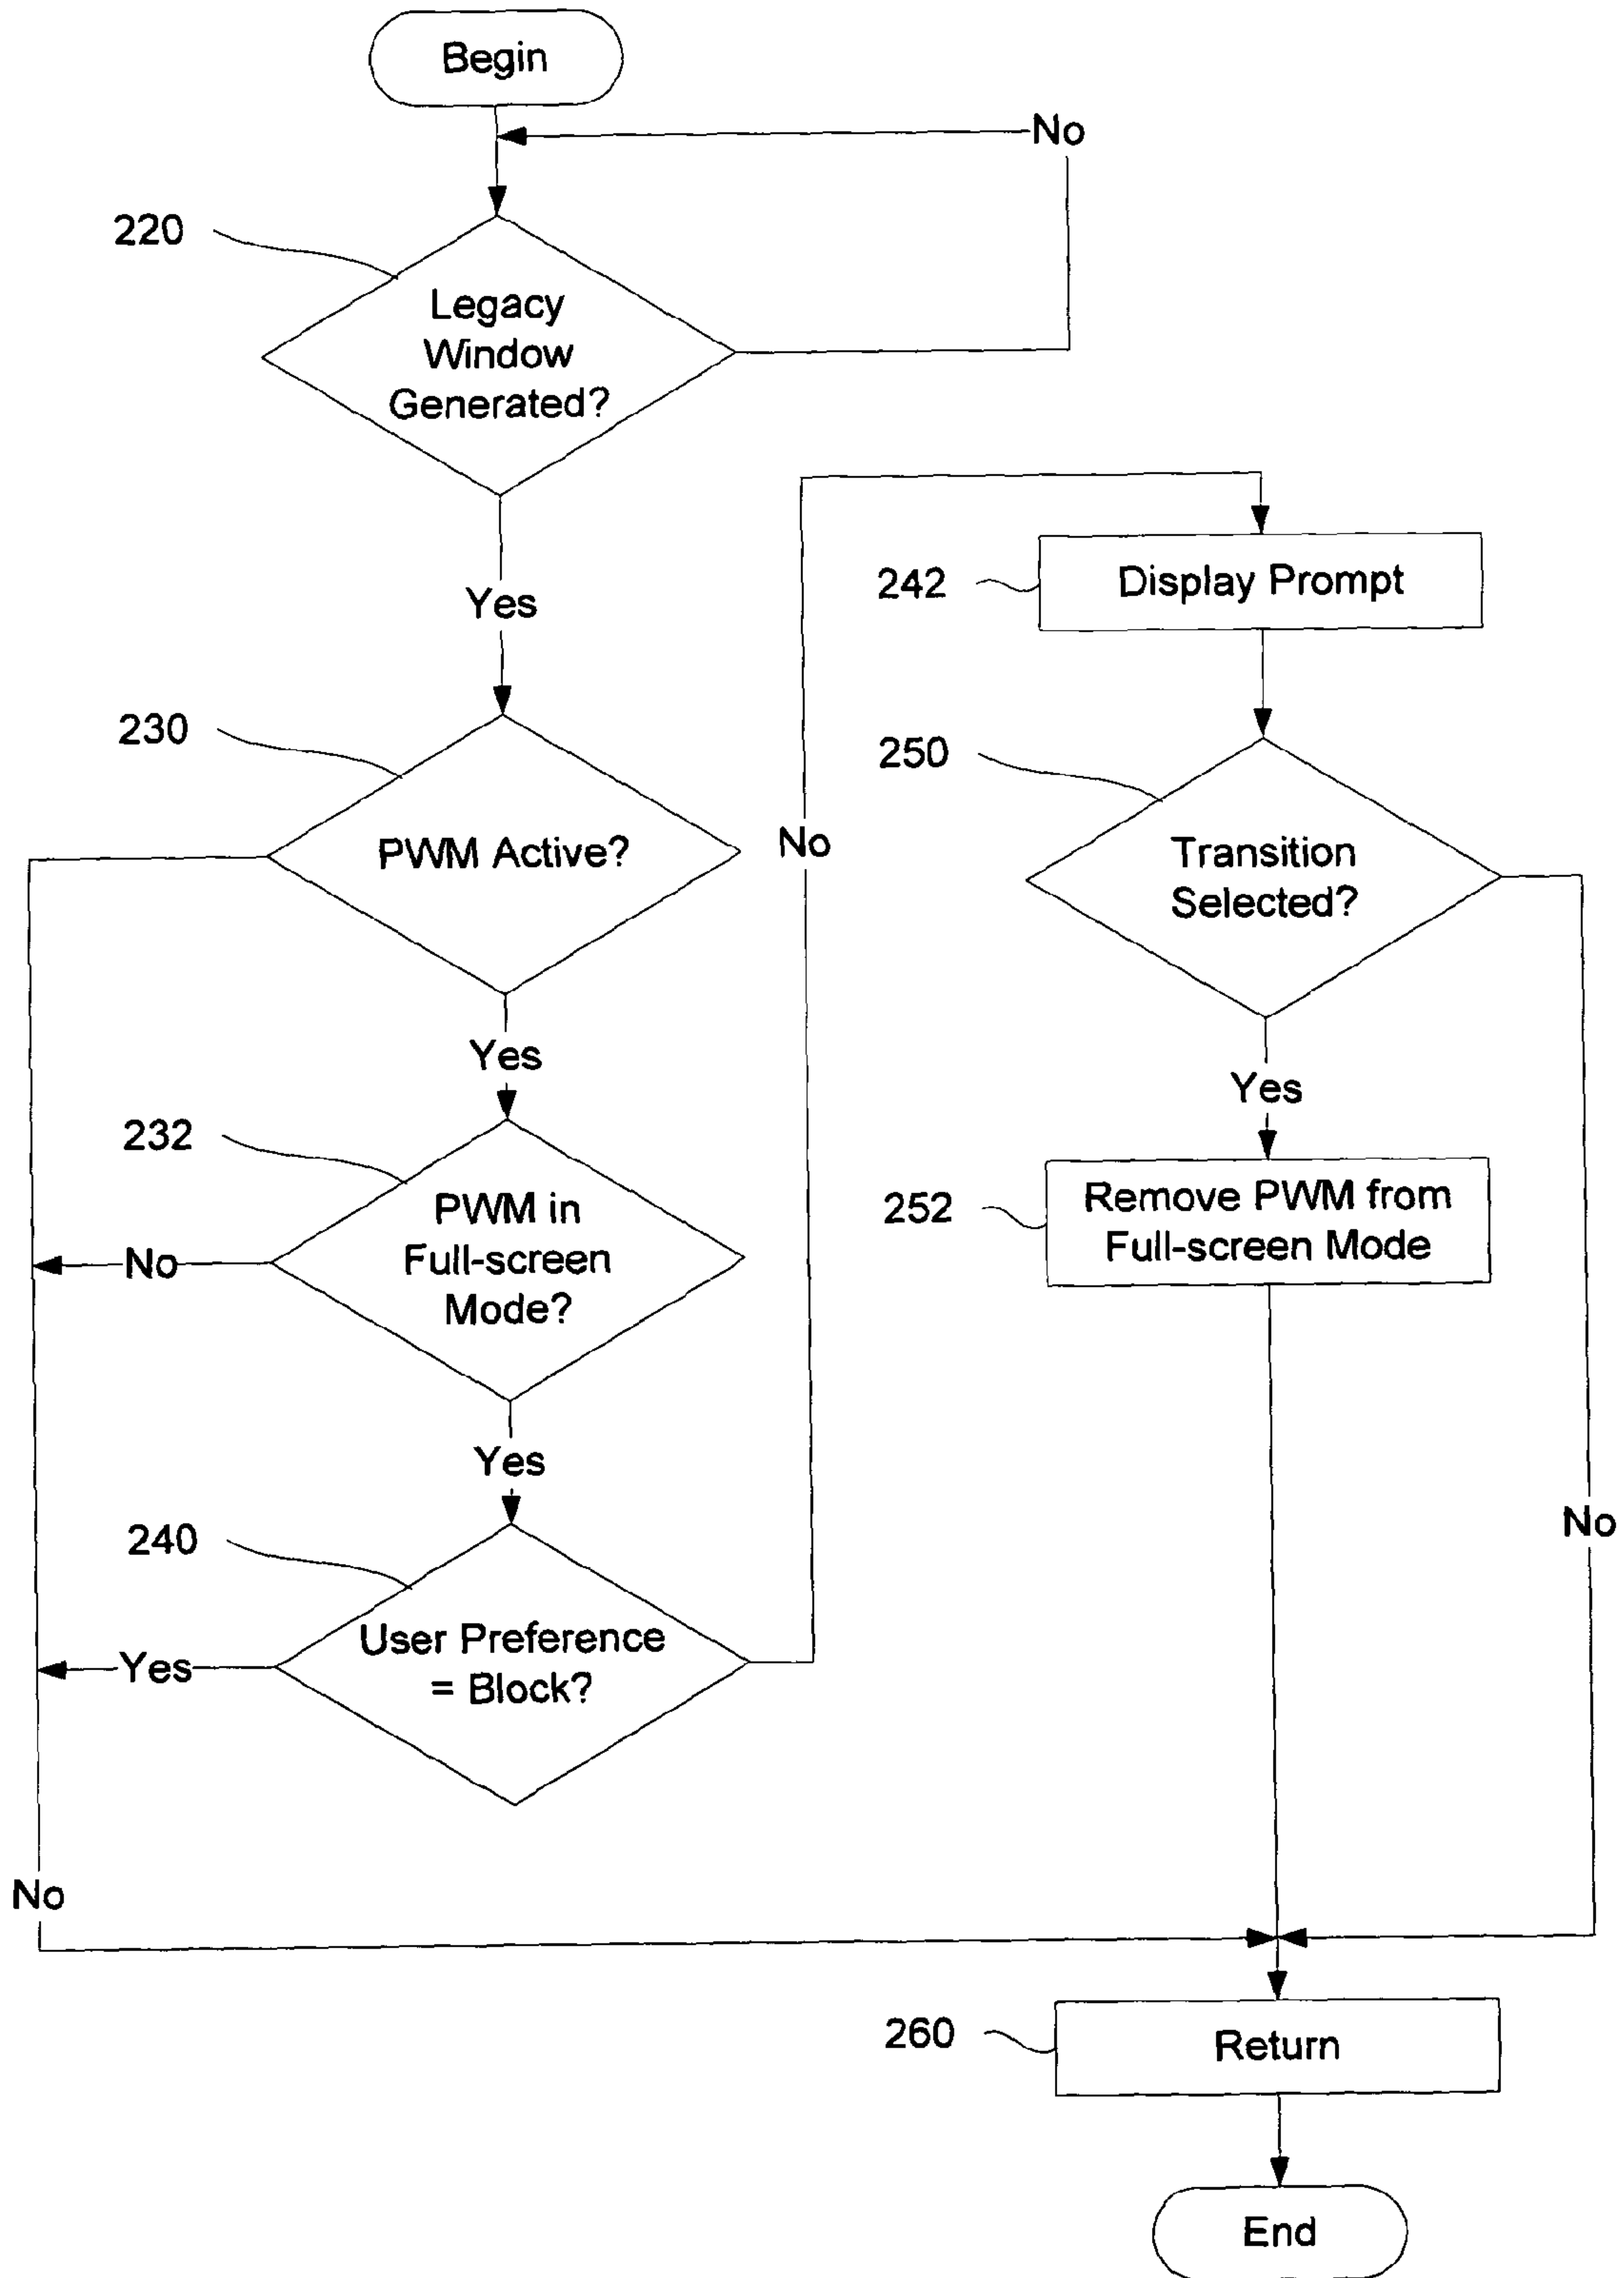 Begin
No
220
Legacy
Window
Generated?
Yes
230
PWM Active?
Yes
232
PWM in
Full-screen
Mode?
No
Yes
240
User Preference
= Block?
Yes
No
No
242
Display Prompt
250
Transition
Selected?
Yes
252
Remove PWM from
Full-screen Mode
No
260
Return
End